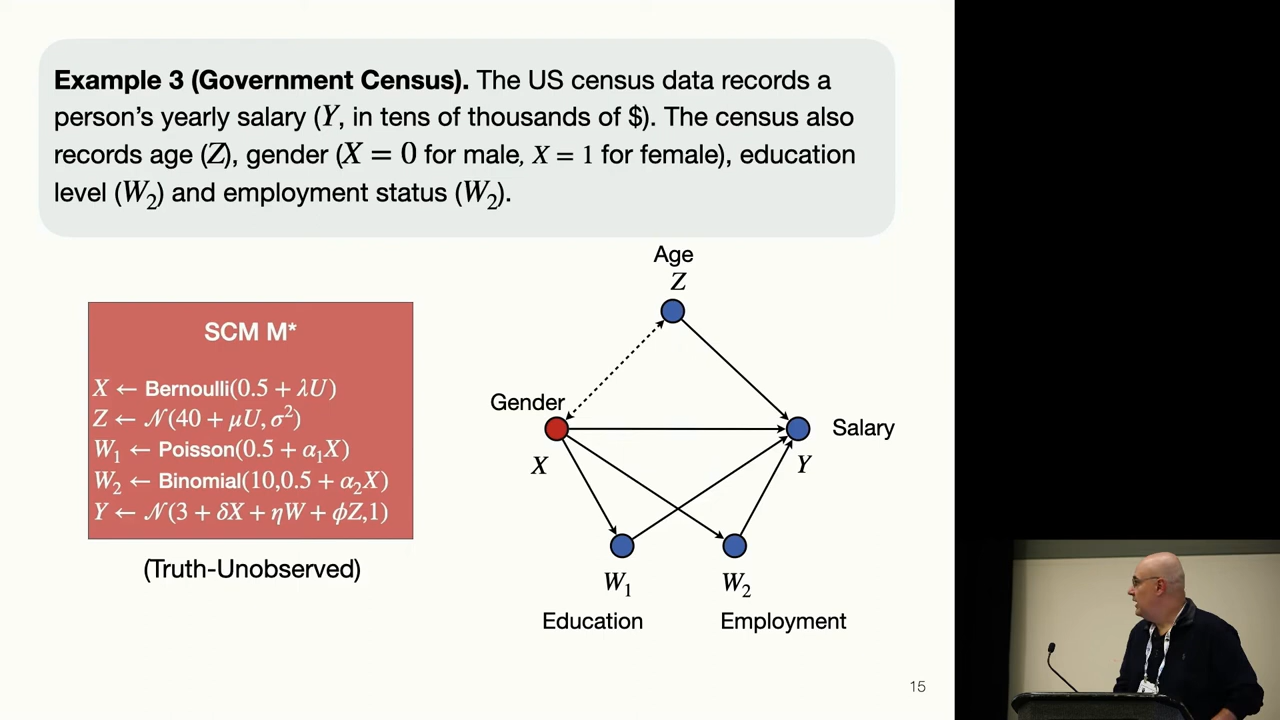 Example 3 (Government Census). The US census data records a
person's yearly salary (Y, in tens of thousands of $). The census also
records age (Z), gender (X = 0 for male, X = 1 for female), education
level (W₂) and employment status (W₂).
Age
Z
SCM M*
X ← Bernoulli(0.5 + λU)
Z ← 𝒩(40 + μU, σ²)
W₁ ← Poisson(0.5 + α₁X)
W₂ ← Binomial(10,0.5 + α₂X)
Y ← 𝒩(3 + δX + ηW + ϕZ,1)
(Truth-Unobserved)
Gender
X
Salary
Y
W₁
W₂
Education
Employment
15